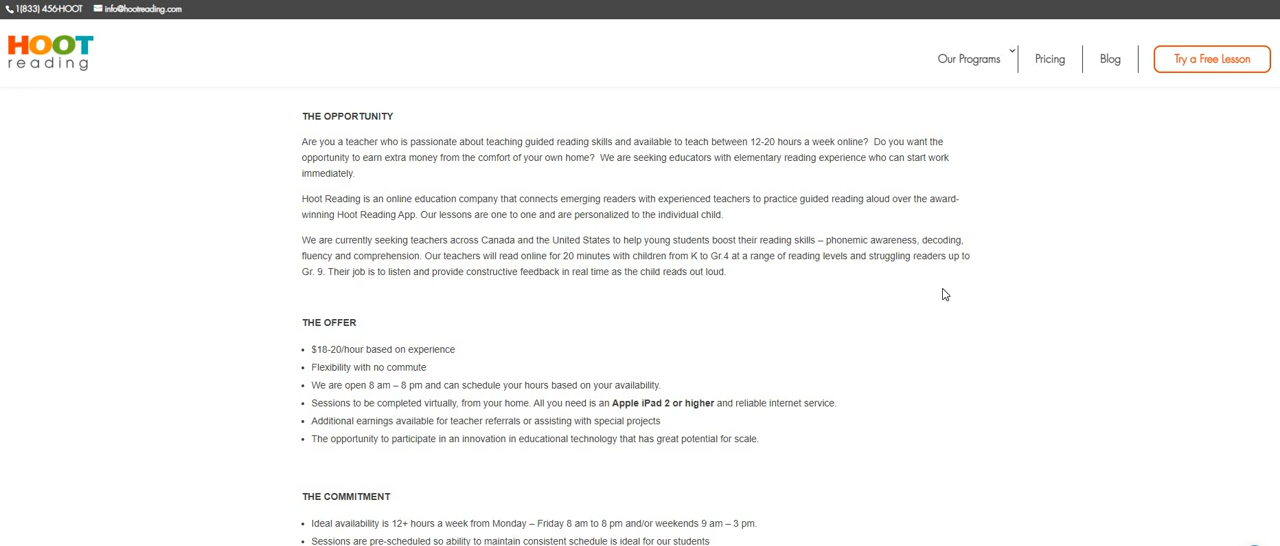 1(833) 456-HOOT info@hootreading.com
HOOT
reading
Our Programs
Pricing
Blog
Try a Free Lesson
THE OPPORTUNITY
Are you a teacher who is passionate about teaching guided reading skills and available to teach between 12-20 hours a week online? Do you want the
opportunity to earn extra money from the comfort of your own home? We are seeking educators with elementary reading experience who can start work
immediately.
Hoot Reading is an online education company that connects emerging readers with experienced teachers to practice guided reading aloud over the award-
winning Hoot Reading App. Our lessons are one to one and are personalized to the individual child.
We are currently seeking teachers across Canada and the United States to help young students boost their reading skills – phonemic awareness, decoding,
fluency and comprehension. Our teachers will read online for 20 minutes with children from K to Gr.4 at a range of reading levels and struggling readers up to
Gr. 9. Their job is to listen and provide constructive feedback in real time as the child reads out loud.
THE OFFER
• $18-20/hour based on experience
• Flexibility with no commute
• We are open 8 am – 8 pm and can schedule your hours based on your availability.
• Sessions to be completed virtually, from your home. All you need is an Apple iPad 2 or higher and reliable internet service.
• Additional earnings available for teacher referrals or assisting with special projects
• The opportunity to participate in an innovation in educational technology that has great potential for scale.
THE COMMITMENT
• Ideal availability is 12+ hours a week from Monday – Friday 8 am to 8 pm and/or weekends 9 am – 3 pm.
• Sessions are pre-scheduled so ability to maintain consistent schedule is ideal for our students